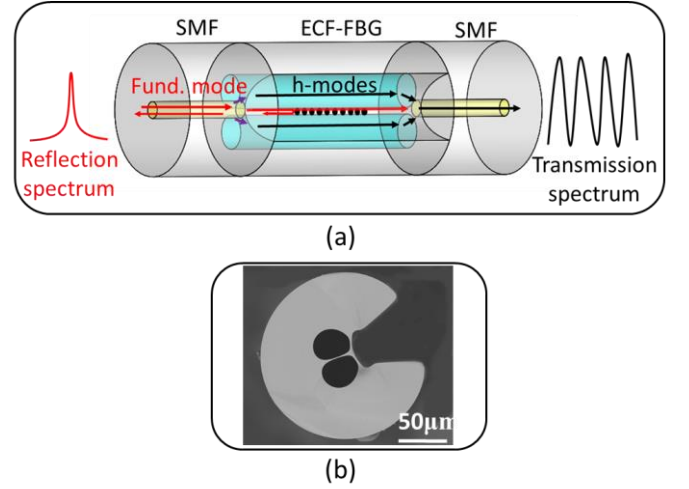 SMF ECF-FBG SMF
Fund. mode h-modes
Reflection
spectrum
Transmission
spectrum
(a)
50μm
(b)